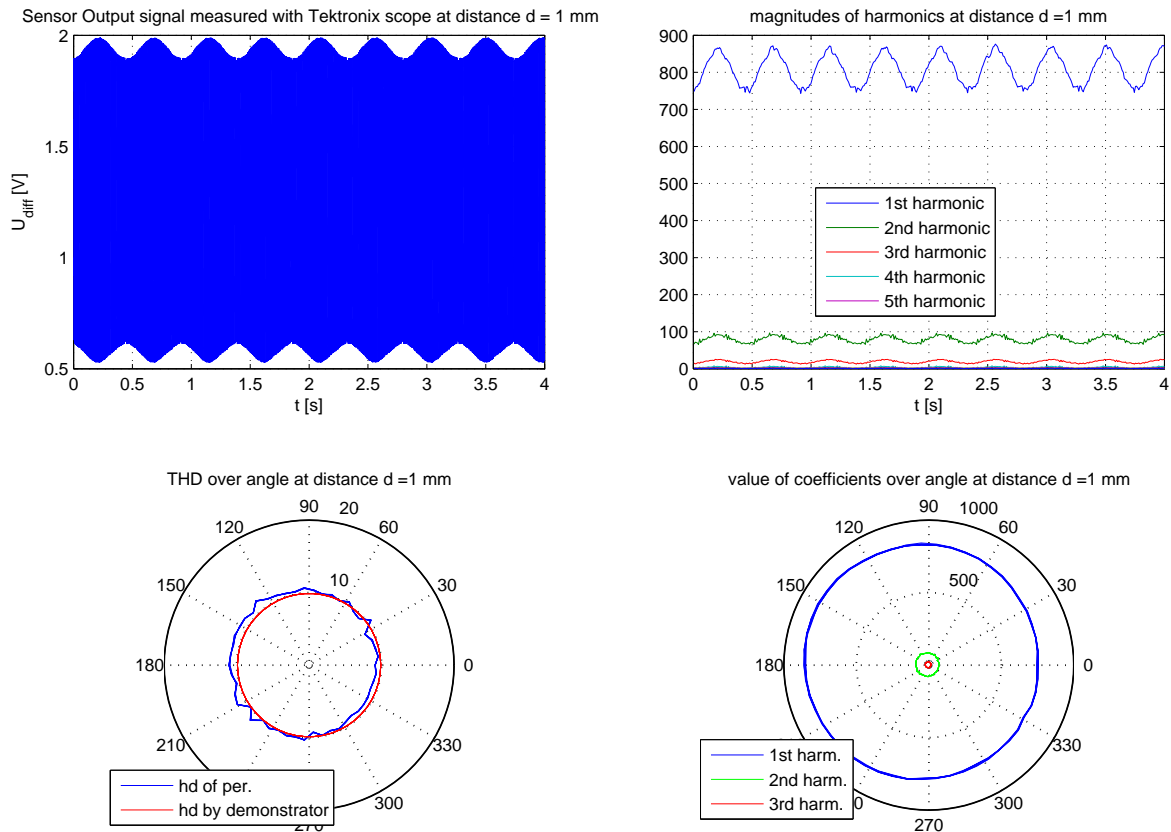 Sensor Output signal measured with Tektronix scope at distance d = 1 mm
2
1.5
1
0.5
U_diff [V]
0 0.5 1 1.5 2 2.5 3 3.5 4
t [s]
magnitudes of harmonics at distance d =1 mm
900
800
700
600
500
400
300
200
100
0
1st harmonic
2nd harmonic
3rd harmonic
4th harmonic
5th harmonic
0 0.5 1 1.5 2 2.5 3 3.5 4
t [s]
THD over angle at distance d =1 mm
90 20
120 60
150 10 30
180 0
210 330
300
270
hd of per.
hd by demonstrator
value of coefficients over angle at distance d =1 mm
90 1000
120 60
150 500 30
180 0
330
300
270
1st harm.
2nd harm.
3rd harm.